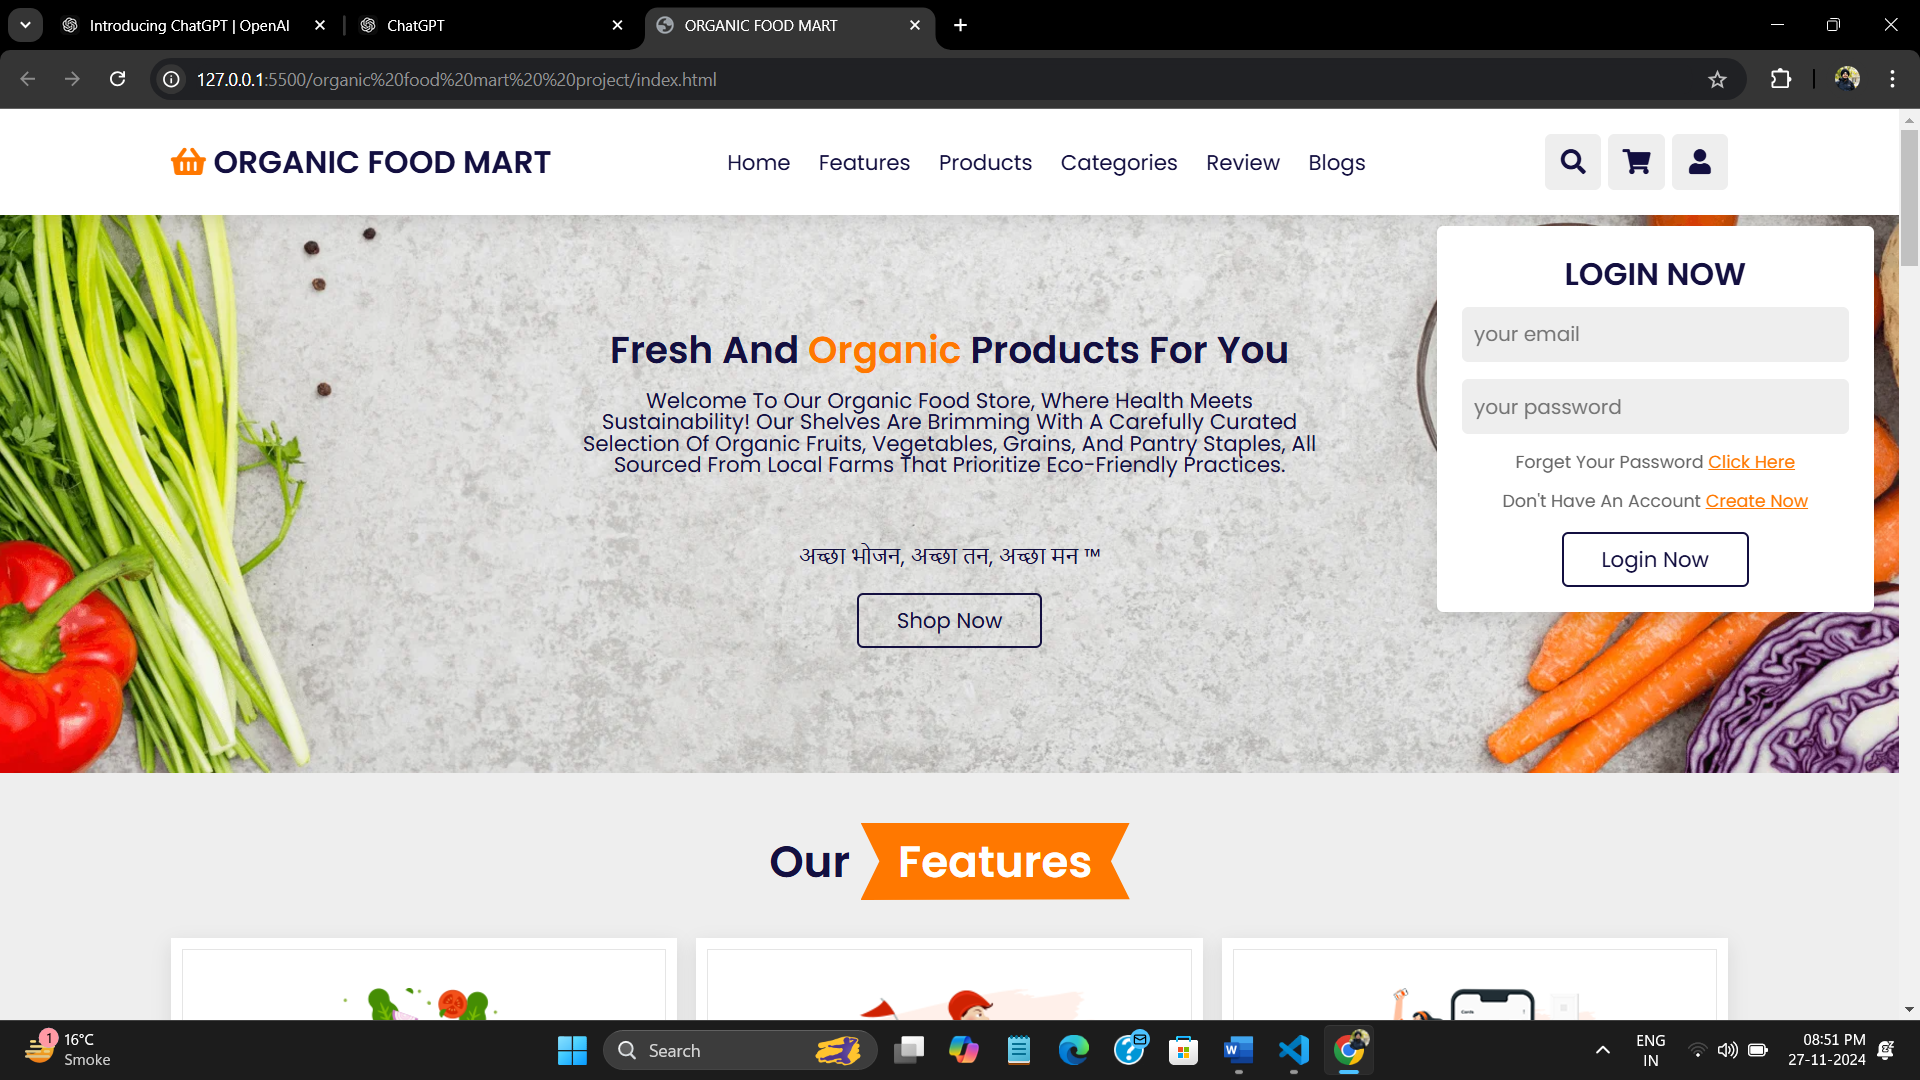 Introducing ChatGPT | OpenAI
ChatGPT
ORGANIC FOOD MART
127.0.0.1:5500/organic%20food%20mart%20%20project/index.html
ORGANIC FOOD MART
Home
Features
Products
Categories
Review
Blogs
LOGIN NOW
your email
your password
Forget Your Password Click Here
Don't Have An Account Create Now
Login Now
Fresh And Organic Products For You
Welcome To Our Organic Food Store, Where Health Meets
Sustainability! Our Shelves Are Brimming With A Carefully Curated
Selection Of Organic Fruits, Vegetables, Grains, And Pantry Staples, All
Sourced From Local Farms That Prioritize Eco-Friendly Practices.
अच्छा भोजन, अच्छा तन, अच्छा मन ™
Shop Now
Our Features
1
16°C
Smoke
Search
W
ENG
IN
08:51 PM
27-11-2024